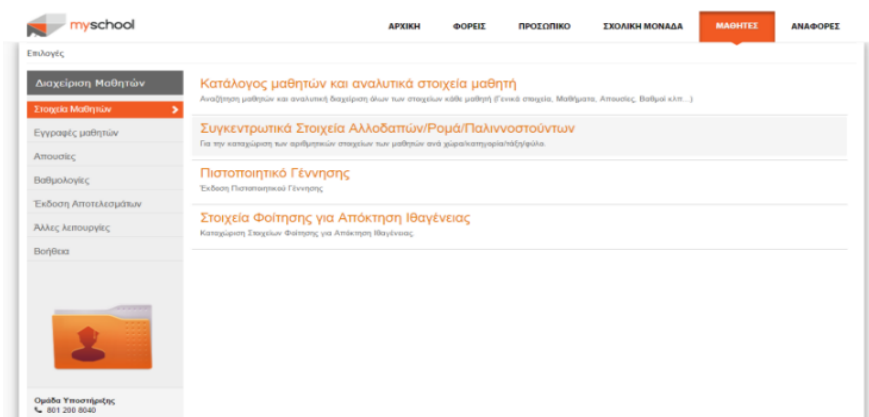 myschool
ΑΡΧΙΚΗ ΦΟΡΕΙΣ ΠΡΟΣΩΠΙΚΟ ΣΧΟΛΙΚΗ ΜΟΝΑΔΑ ΜΑΘΗΤΕΣ ΑΝΑΦΟΡΕΣ
Επιλογές
Διαχείριση Μαθητών
Στοιχεία Μαθητών
Εγγραφές μαθητών
Απουσίες
Βαθμολογίες
Έκδοση Αποτελεσμάτων
Άλλες λειτουργίες
Βοήθεια
Ομάδα Υποστήριξης
801 200 8040
Κατάλογος μαθητών και αναλυτικά στοιχεία μαθητή
Αναζήτηση μαθητών και αναλυτική διαχείριση όλων των στοιχείων κάθε μαθητή (Γενικά στοιχεία, Μαθήματα, Απουσίες, Βαθμοί κλπ...)
Συγκεντρωτικά Στοιχεία Αλλοδαπών/Ρομά/Παλιννοστούντων
Για την καταχώριση των αριθμητικών στοιχείων των μαθητών ανά χώρα/κατηγορία/τάξη/φύλο.
Πιστοποιητικό Γέννησης
Έκδοση Πιστοποιητικού Γέννησης
Στοιχεία Φοίτησης για Απόκτηση Ιθαγένειας
Καταχώριση Στοιχείων Φοίτησης για Απόκτηση Ιθαγένειας.